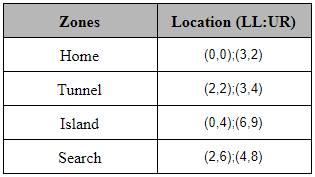 Zones Location (LL:UR)
Home (0,0);(3,2)
Tunnel (2,2);(3,4)
Island (0,4);(6,9)
Search (2,6);(4,8)